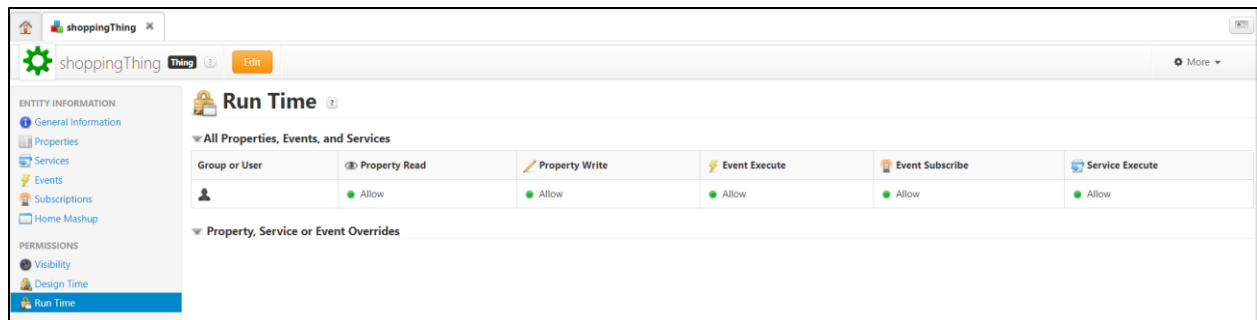 shoppingThing
shoppingThing Thing ? Edit More
ENTITY INFORMATION
General Information
Properties
Services
Events
Subscriptions
Home Mashup
PERMISSIONS
Visibility
Design Time
Run Time
Run Time ?
All Properties, Events, and Services
Group or User Property Read Property Write Event Execute Event Subscribe Service Execute
Allow Allow Allow Allow Allow
Property, Service or Event Overrides